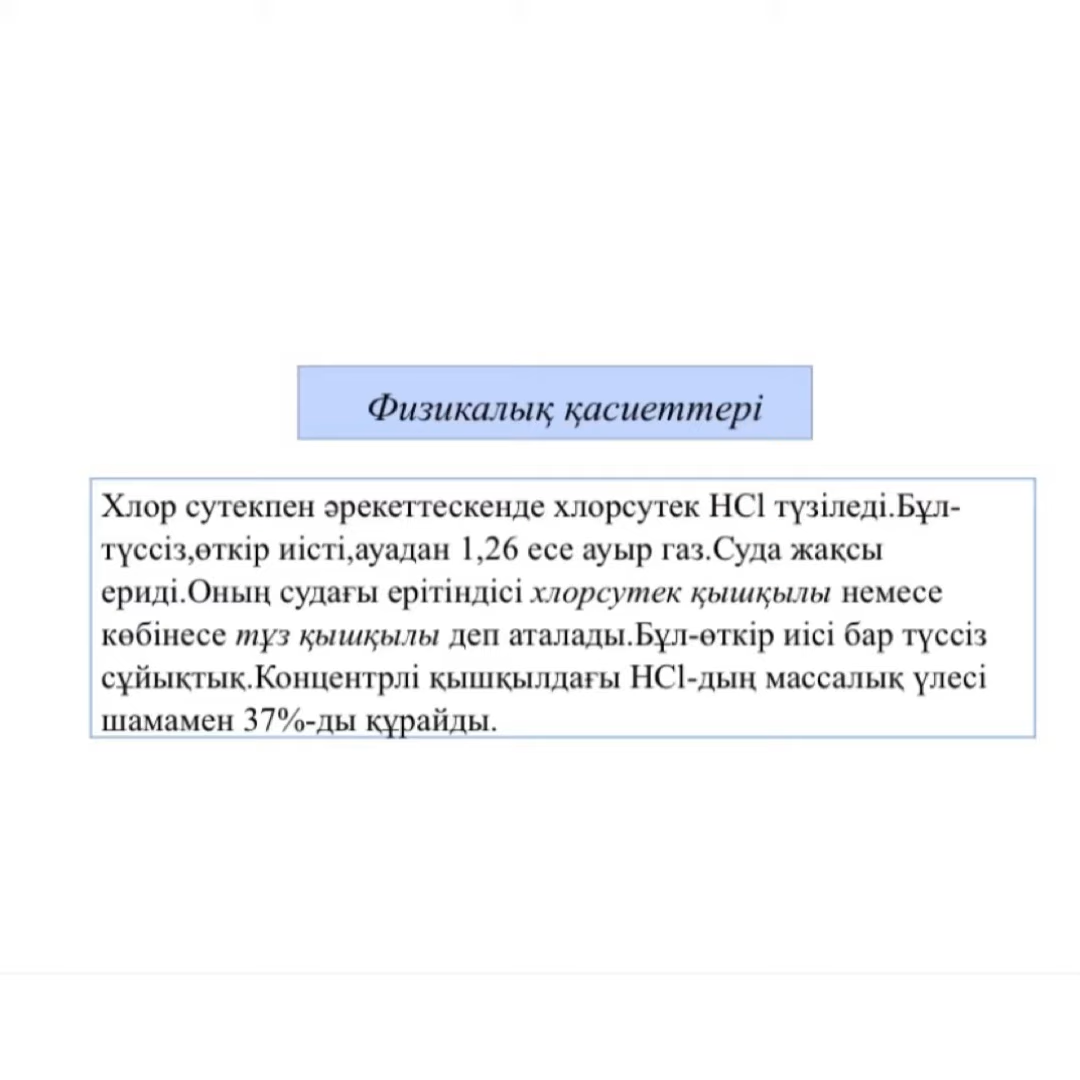 Физикалық қасиеттері
Хлор сутекпен әрекеттескенде хлорсутек HCl түзіледі.Бұл-
түссіз,өткір иісті,ауадан 1,26 есе ауыр газ.Суда жақсы
ериді.Оның судағы ерітіндісі хлорсутек қышқылы немесе
көбінесе тұз қышқылы деп аталады.Бұл-өткір иісі бар түссіз
сұйықтық.Концентрлі қышқылдағы HCl-дың массалық үлесі
шамамен 37%-ды құрайды.